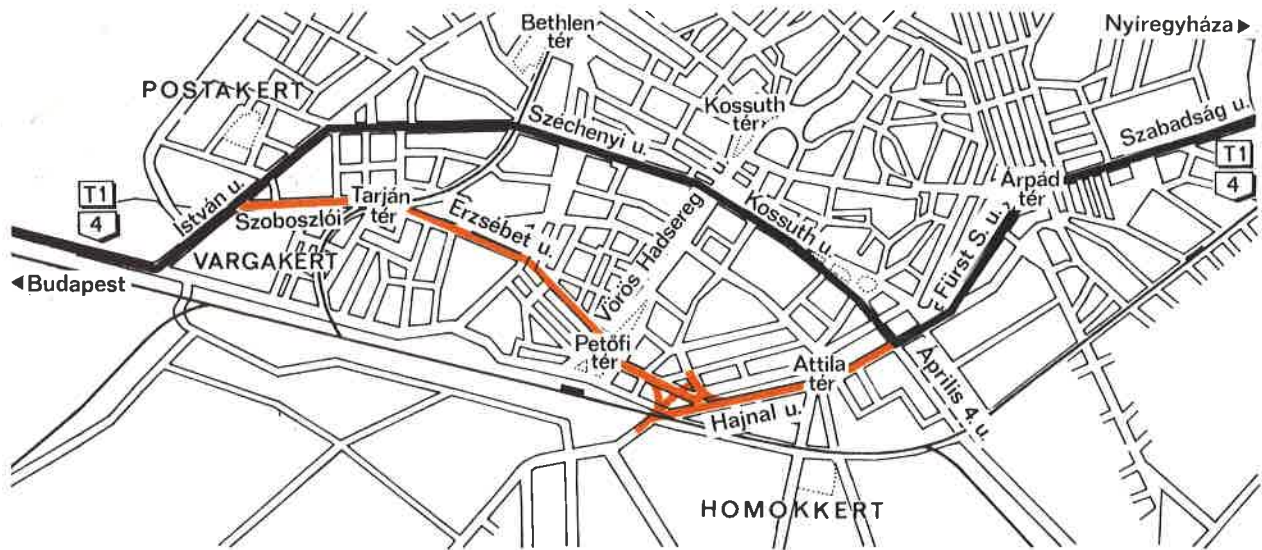 Nyíregyháza ▶
Bethlen
tér
POSTAKERT
Kossuth
tér
Széchenyi u.
Szabadság u.
T1
4
T1
4
István u.
Tarján
tér
Szoboszlói
Erzsébet u.
Vörös Hadsereg u.
Kossuth u.
Árpád
tér
Fürst S. u.
VARGAKERT
◀ Budapest
Petőfi
tér
Attila
tér
Április 4. u.
Hajnal u.
HOMOKKERT